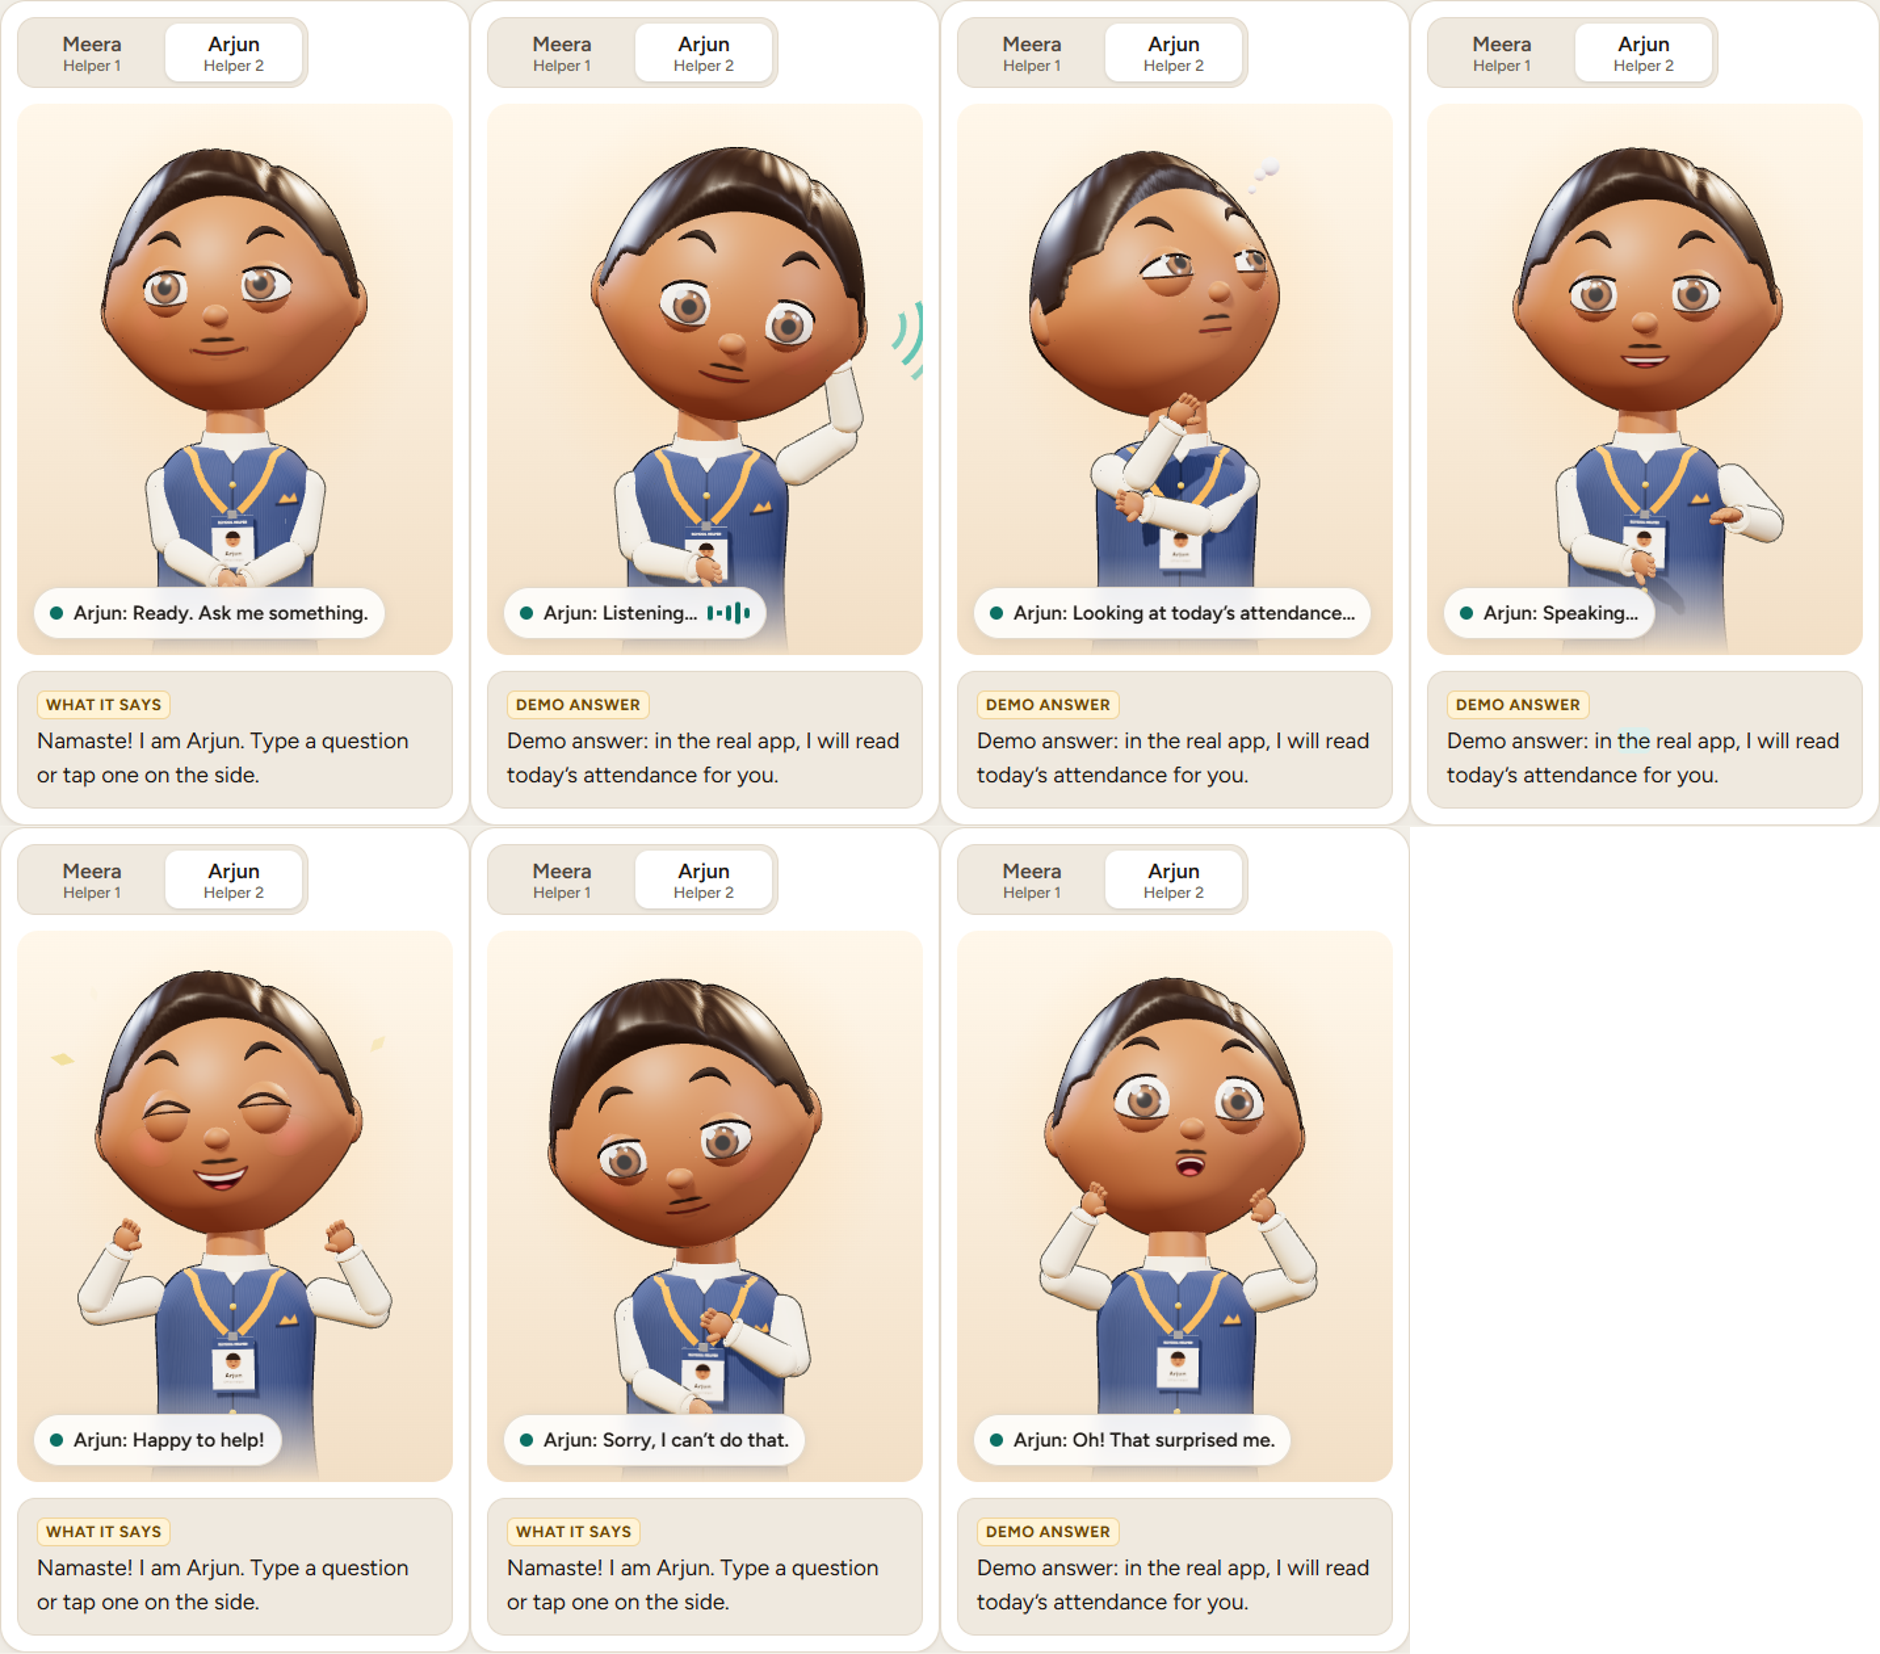 Meera
Helper 1
Arjun
Helper 2
Arjun
Arjun: Ready. Ask me something.
WHAT IT SAYS
Namaste! I am Arjun. Type a question
or tap one on the side.
Meera
Helper 1
Arjun
Helper 2
Arjun: Listening...
DEMO ANSWER
Demo answer: in the real app, I will read
today’s attendance for you.
Meera
Helper 1
Arjun
Helper 2
Arjun
Arjun: Looking at today’s attendance...
DEMO ANSWER
Demo answer: in the real app, I will read
today’s attendance for you.
Meera
Helper 1
Arjun
Helper 2
Arjun: Speaking...
DEMO ANSWER
Demo answer: in the real app, I will read
today’s attendance for you.
Meera
Helper 1
Arjun
Helper 2
Arjun
Arjun: Happy to help!
WHAT IT SAYS
Namaste! I am Arjun. Type a question
or tap one on the side.
Meera
Helper 1
Arjun
Helper 2
Arjun
Arjun: Sorry, I can’t do that.
WHAT IT SAYS
Namaste! I am Arjun. Type a question
or tap one on the side.
Meera
Helper 1
Arjun
Helper 2
Arjun
Arjun: Oh! That surprised me.
DEMO ANSWER
Demo answer: in the real app, I will read
today’s attendance for you.